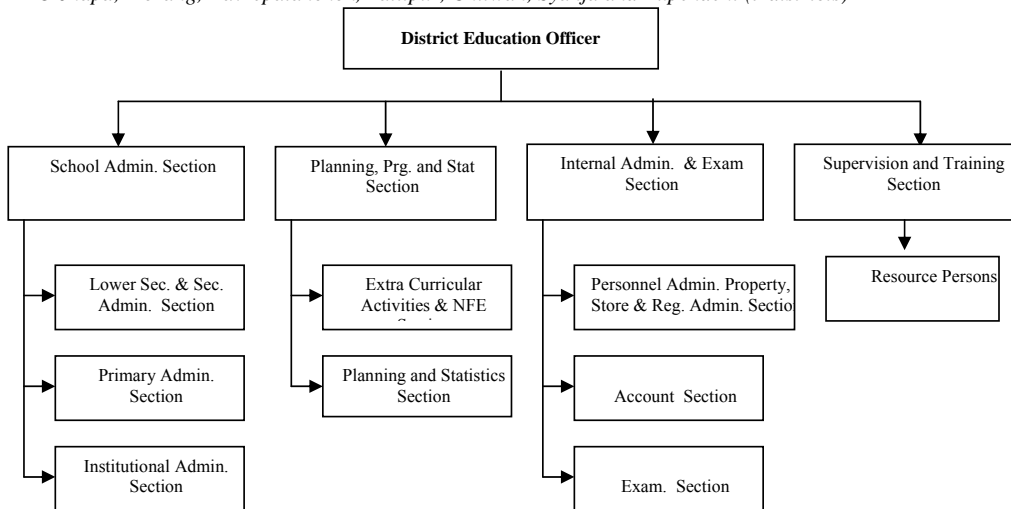 District Education Officer
School Admin. Section
Planning, Prg. and Stat
Section
Internal Admin. & Exam
Section
Supervision and Training
Section
Lower Sec. & Sec.
Admin. Section
Extra Curricular
Activities & NFE
Personnel Admin. Property,
Store & Reg. Admin. Sectio
Resource Persons
Primary Admin.
Section
Planning and Statistics
Section
Account Section
Institutional Admin.
Section
Exam. Section